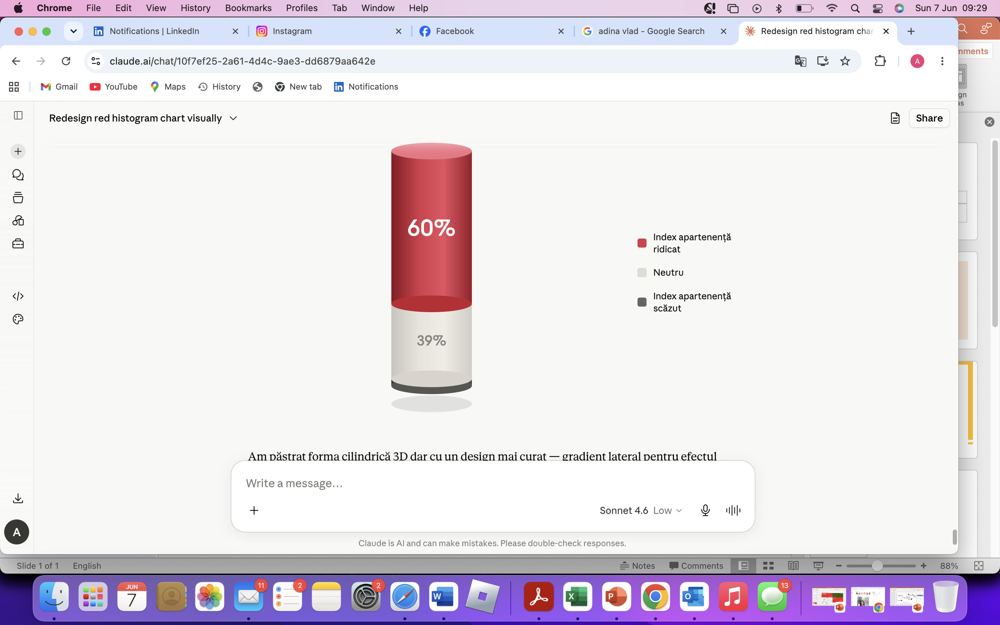 Chrome File Edit View History Bookmarks Profiles Tab Window Help Sun 7 Jun 09:29
Notifications | LinkedIn Instagram Facebook adina vlad - Google Search Redesign red histogram char
claude.ai/chat/10f7ef25-2a61-4d4c-9ae3-dd6879aa642e A
Gmail YouTube Maps History New tab Notifications
Redesign red histogram chart visually Share
60%
39%
Index apartenență
ridicat
Neutru
Index apartenență
scăzut
Am păstrat forma cilindrică 3D dar cu un design mai curat — gradient lateral pentru efectul
Write a message...
Sonnet 4.6 Low
A
Claude is AI and can make mistakes. Please double-check responses.
Slide 1 of 1 English Notes Comments 88%
JUN
7
11
2
2
13